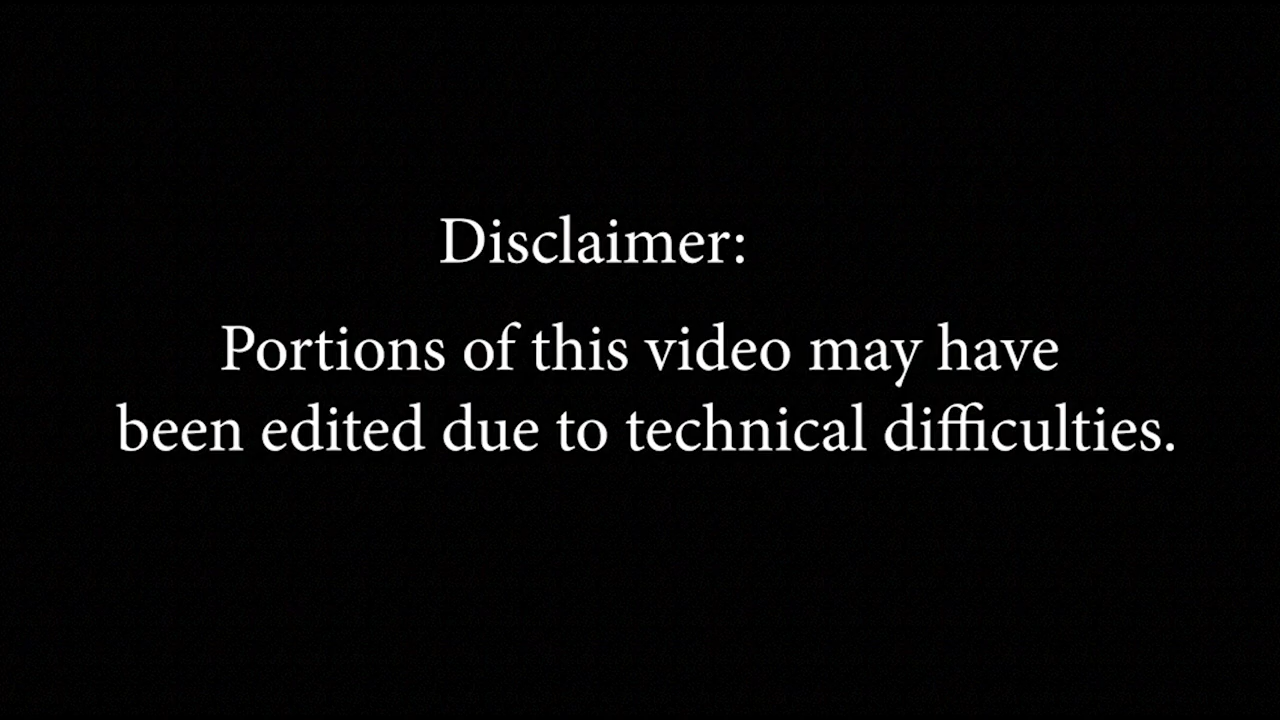 Disclaimer:
Portions of this video may have
been edited due to technical difficulties.